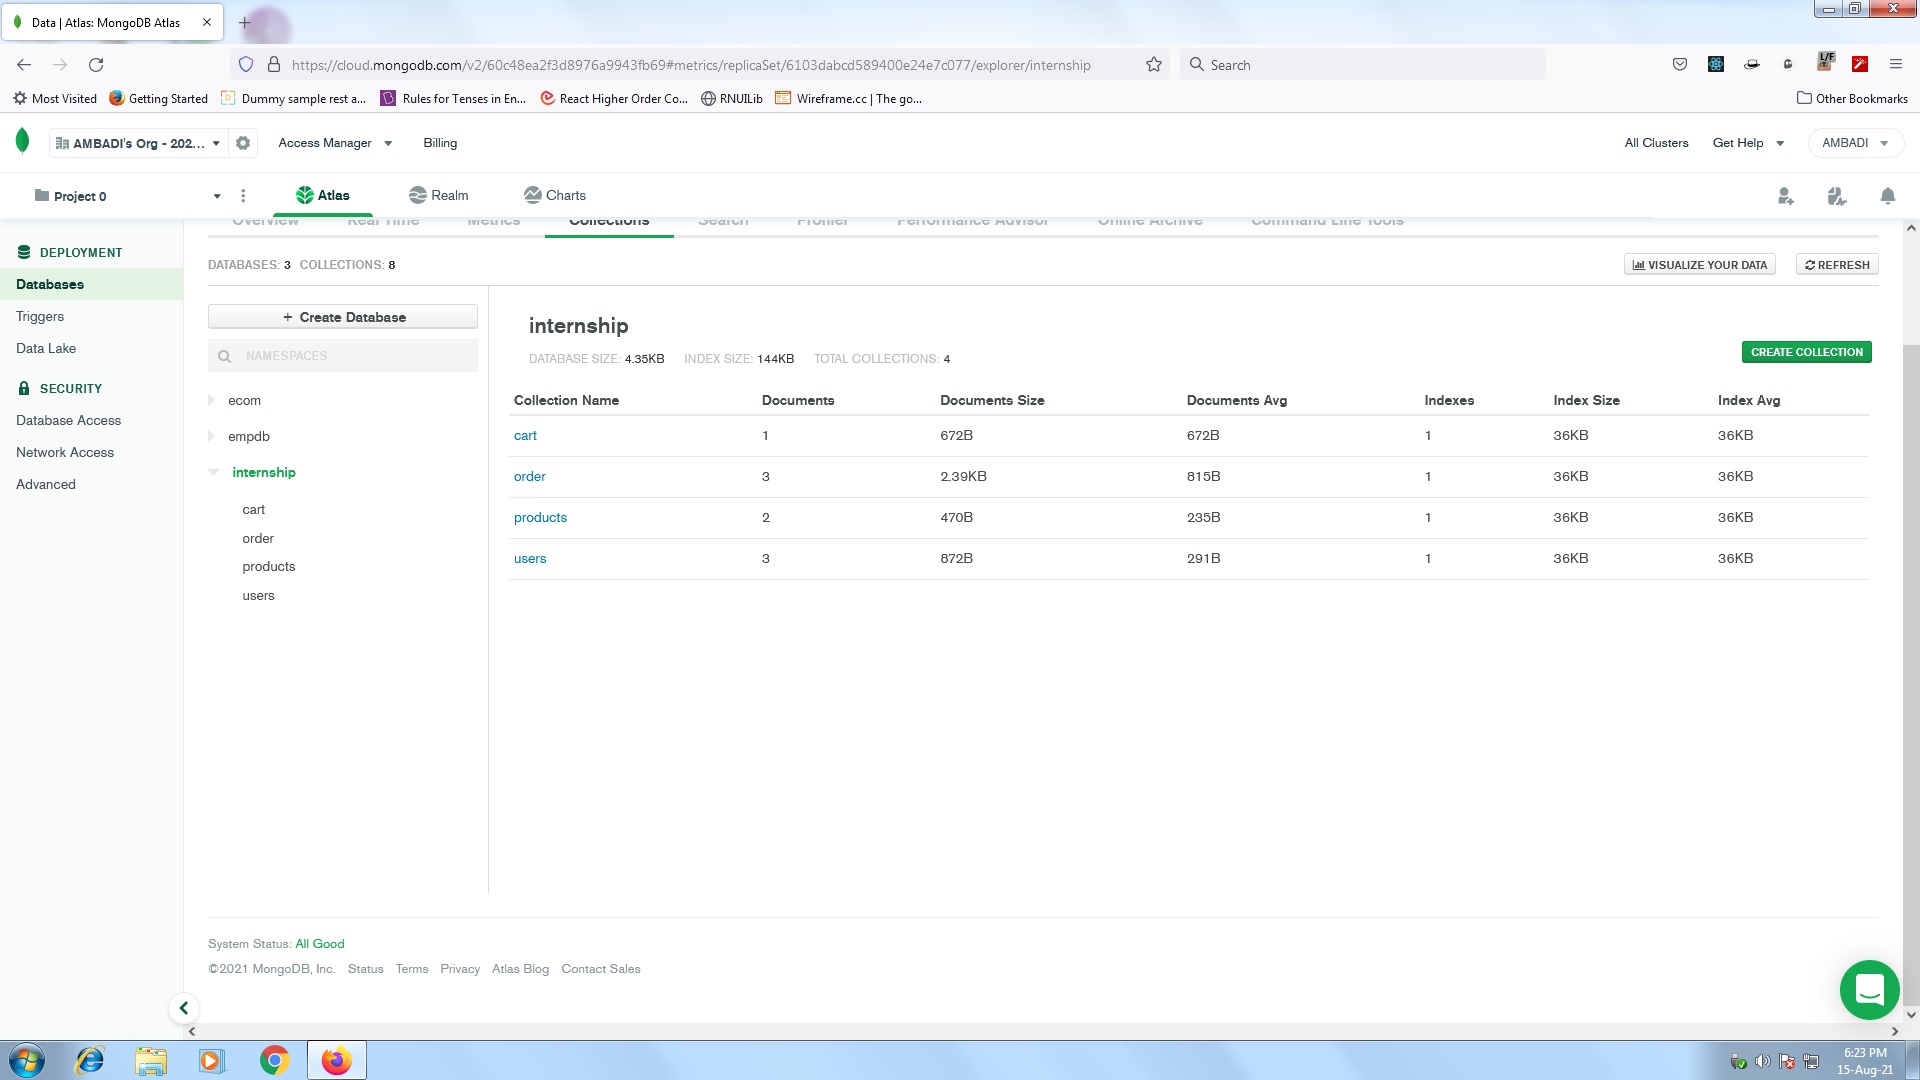 Data | Atlas: MongoDB Atlas
https://cloud.mongodb.com/v2/60c48ea2f3d8976a9943fb69#metrics/replicaSet/6103dabcd589400e24e7c077/explorer/internship
Search
L/F
Most Visited
Getting Started
Dummy sample rest a...
Rules for Tenses in En...
React Higher Order Co...
RNUILib
Wireframe.cc | The go...
Other Bookmarks
AMBADI's Org - 202...
Access Manager
Billing
All Clusters
Get Help
AMBADI
Project 0
Atlas
Realm
Charts
Overview
Real Time
Metrics
Collections
Search
Profiler
Performance Advisor
Online Archive
Command Line Tools
DEPLOYMENT
Databases
Triggers
Data Lake
SECURITY
Database Access
Network Access
Advanced
DATABASES: 3 COLLECTIONS: 8
VISUALIZE YOUR DATA
REFRESH
+ Create Database
NAMESPACES
ecom
empdb
internship
cart
order
products
users
internship
DATABASE SIZE: 4.35KB INDEX SIZE: 144KB TOTAL COLLECTIONS: 4
CREATE COLLECTION
Collection Name Documents Documents Size Documents Avg Indexes Index Size Index Avg
cart 1 672B 672B 1 36KB 36KB
order 3 2.39KB 815B 1 36KB 36KB
products 2 470B 235B 1 36KB 36KB
users 3 872B 291B 1 36KB 36KB
System Status: All Good
©2021 MongoDB, Inc. Status Terms Privacy Atlas Blog Contact Sales
6:23 PM
15-Aug-21